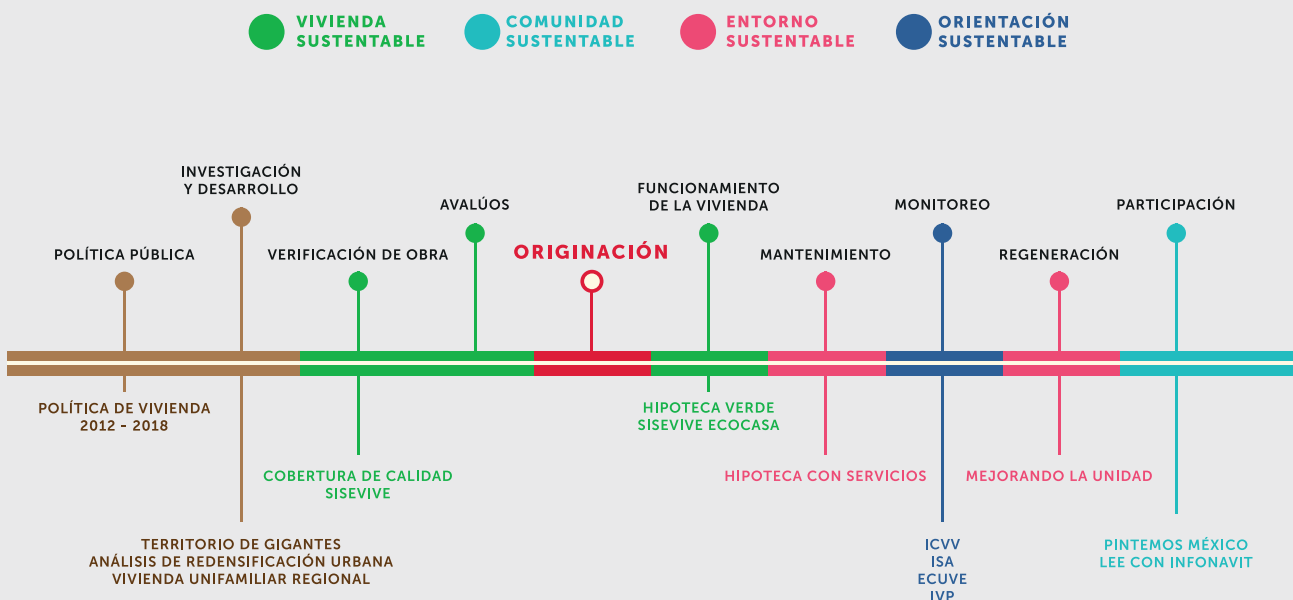 VIVIENDA
SUSTENTABLE
COMUNIDAD
SUSTENTABLE
ENTORNO
SUSTENTABLE
ORIENTACIÓN
SUSTENTABLE
INVESTIGACIÓN
Y DESARROLLO
FUNCIONAMIENTO
DE LA VIVIENDA
AVALÚOS
MONITOREO
PARTICIPACIÓN
POLÍTICA PÚBLICA
VERIFICACIÓN DE OBRA
ORIGINACIÓN
MANTENIMIENTO
REGENERACIÓN
POLÍTICA DE VIVIENDA
2012 - 2018
HIPOTECA VERDE
SISEVIVE ECOCASA
COBERTURA DE CALIDAD
SISEVIVE
HIPOTECA CON SERVICIOS
MEJORANDO LA UNIDAD
TERRITORIO DE GIGANTES
ANÁLISIS DE REDENSIFICACIÓN URBANA
VIVIENDA UNIFAMILIAR REGIONAL
ICVV
ISA
ECUVE
IVP
PINTEMOS MÉXICO
LEE CON INFONAVIT